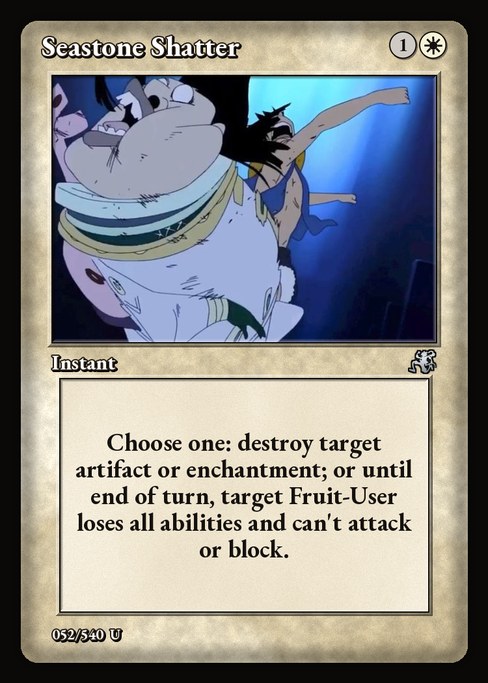 Seastone Shatter 1
Instant
Choose one: destroy target
artifact or enchantment; or until
end of turn, target Fruit-User
loses all abilities and can't attack
or block.
052/540 U